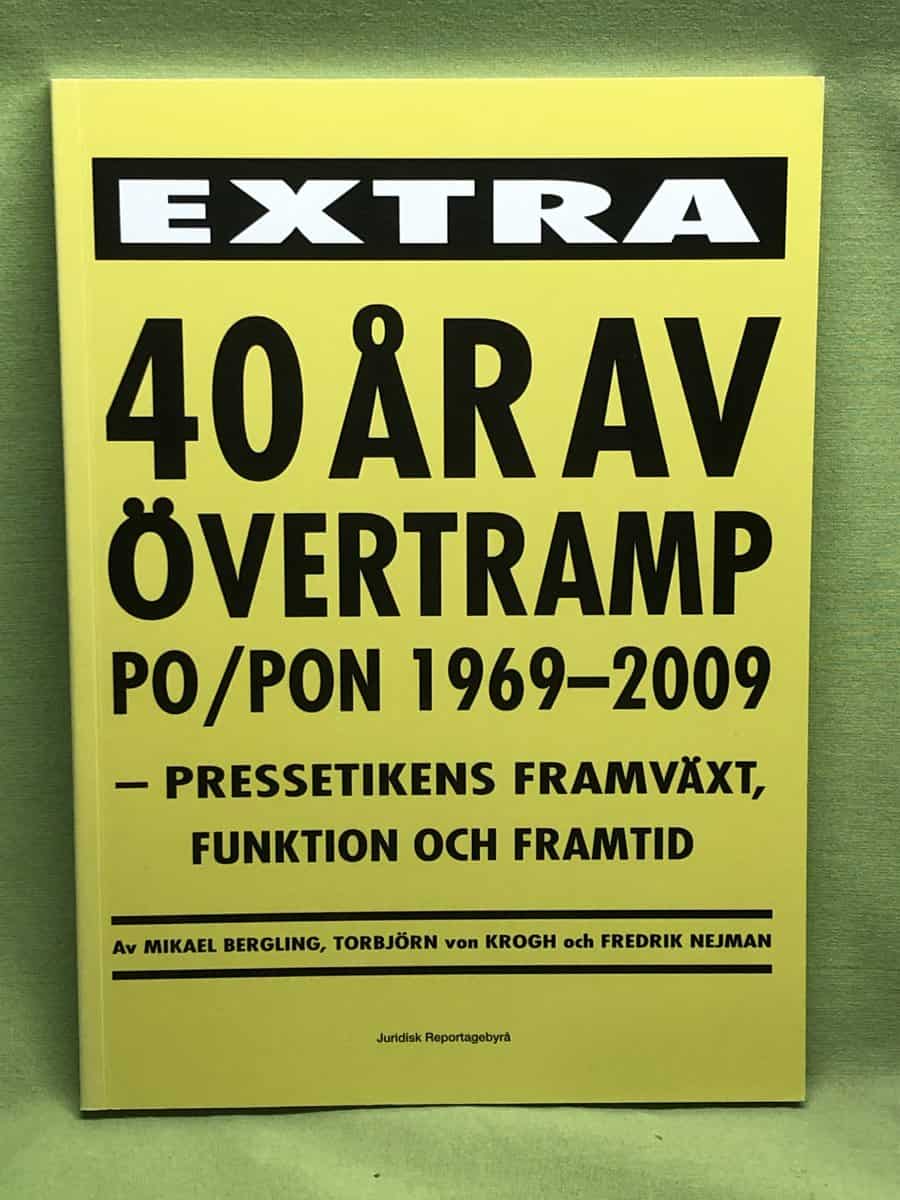 EXTRA
40 ÅR AV
ÖVERTRAMP
PO/PON 1969–2009
– PRESSETIKENS FRAMVÄXT,
FUNKTION OCH FRAMTID
Av MIKAEL BERGLING, TORBJÖRN von KROGH och FREDRIK NEJMAN
Juridisk Reportagebyrå